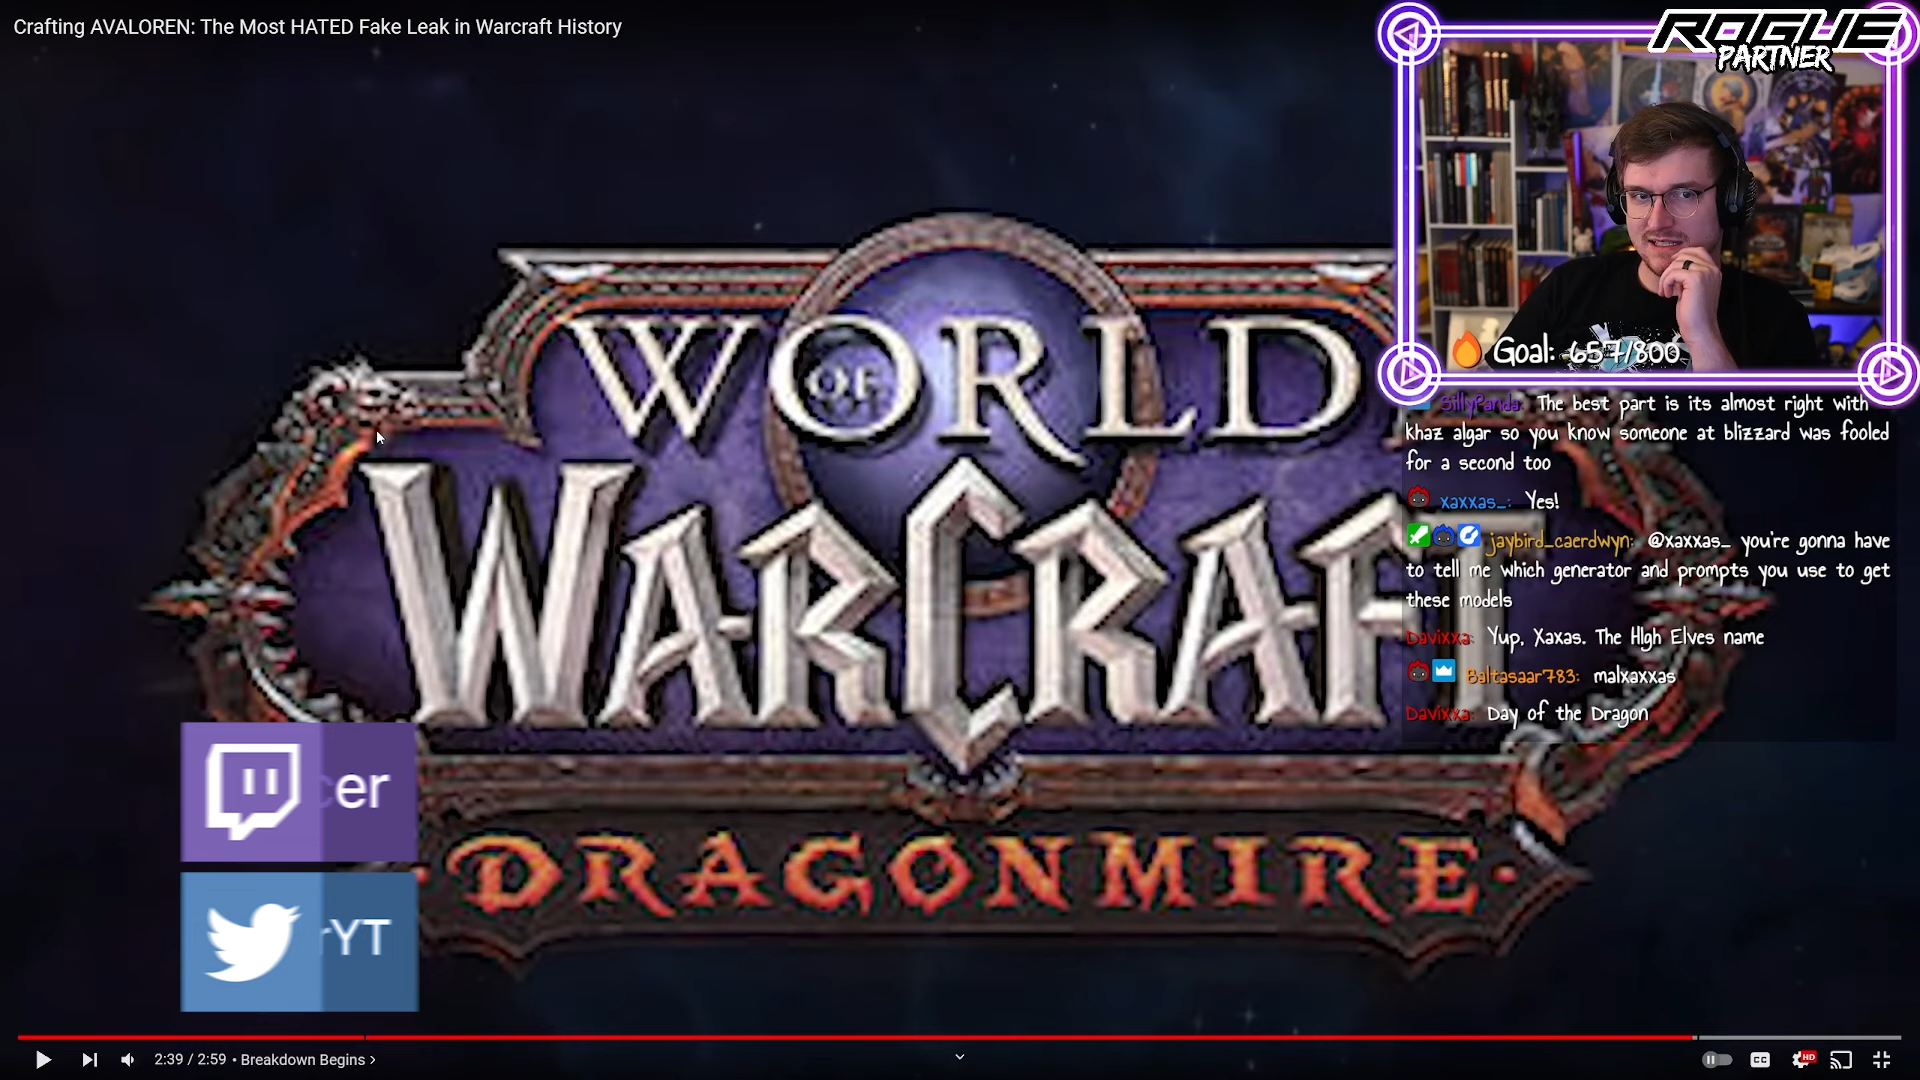 Crafting AVALOREN: The Most HATED Fake Leak in Warcraft History
ROGUE
PARTNER
Goal: 657/800
WORLD
OF
WARCRAF
DRAGONMIRE
SillyPanda: The best part is its almost right with
khaz algar so you know someone at blizzard was fooled
for a second too
xaxxas_: Yes!
jaybird_caerdwyn: @xaxxas_ you're gonna have
to tell me which generator and prompts you use to get
these models
Davixxa: Yup, Xaxas. The HIgh Elves name
Baltasaar783: malxaxxas
Davixxa: Day of the Dragon
cer
rYT
2:39 / 2:59 • Breakdown Begins >
CC
HD